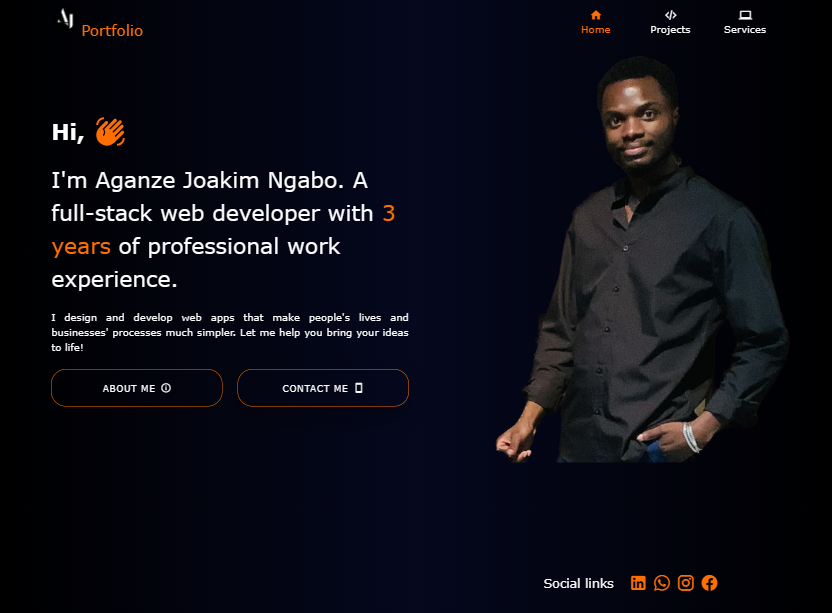 AJ
Portfolio
Home
Projects
Services
Hi,
I'm Aganze Joakim Ngabo. A
full-stack web developer with 3
years of professional work
experience.
I design and develop web apps that make people's lives and
businesses' processes much simpler. Let me help you bring your ideas
to life!
ABOUT ME
CONTACT ME
Social links